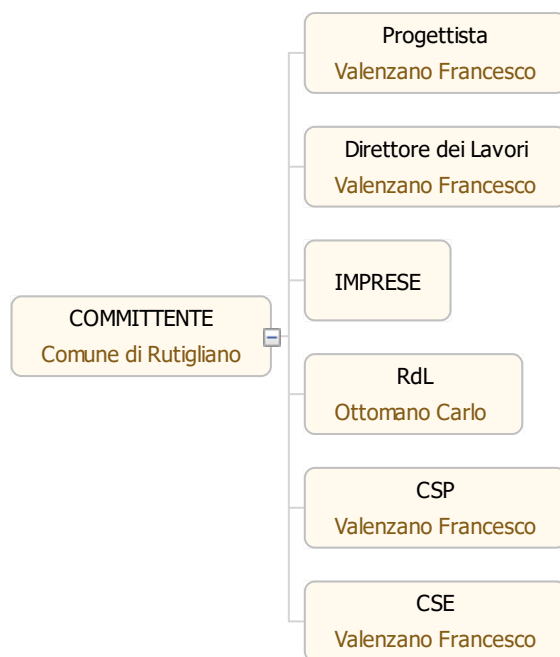 Progettista
Valenzano Francesco
Direttore dei Lavori
Valenzano Francesco
IMPRESE
COMMITTENTE
Comune di Rutigliano
RdL
Ottomano Carlo
CSP
Valenzano Francesco
CSE
Valenzano Francesco